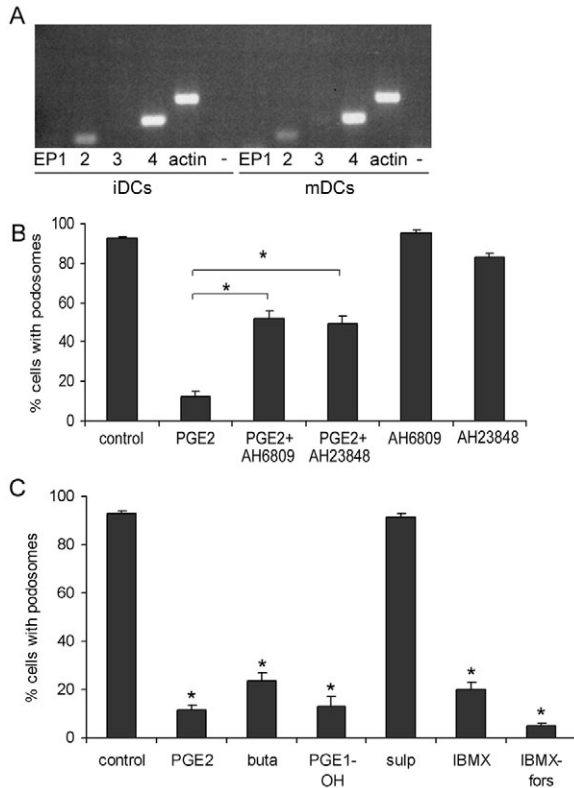 A
EP1 2 3 4 actin - EP1 2 3 4 actin -
iDCs mDCs
B
% cells with podosomes
100
80
60
40
20
0
*
*
control PGE2 PGE2+ PGE2+ AH6809 AH23848
AH6809 AH23848
C
% cells with podosomes
100
80
60
40
20
0
* * * * *
control PGE2 buta PGE1- sulp IBMX IBMX-
OH fors